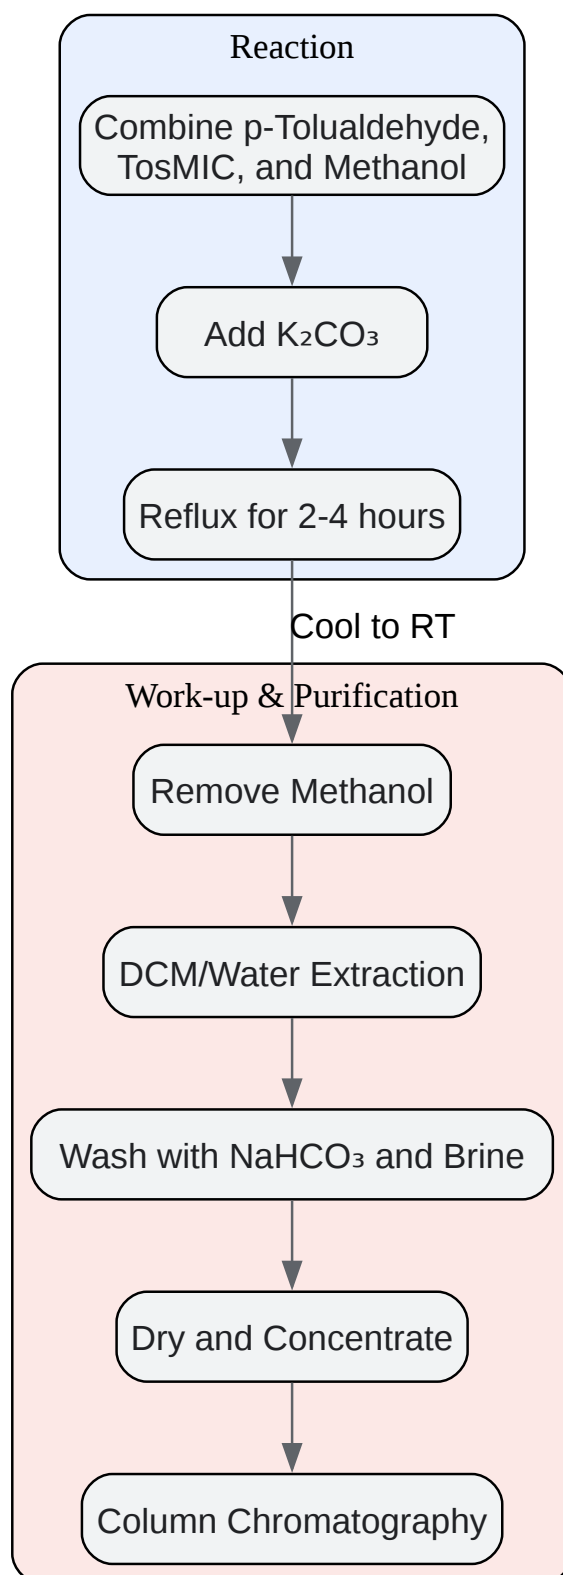 Reaction
Combine p-Tolualdehyde,
TosMIC, and Methanol
Add K₂CO₃
Reflux for 2-4 hours
Cool to RT
Work-up & Purification
Remove Methanol
DCM/Water Extraction
Wash with NaHCO₃ and Brine
Dry and Concentrate
Column Chromatography